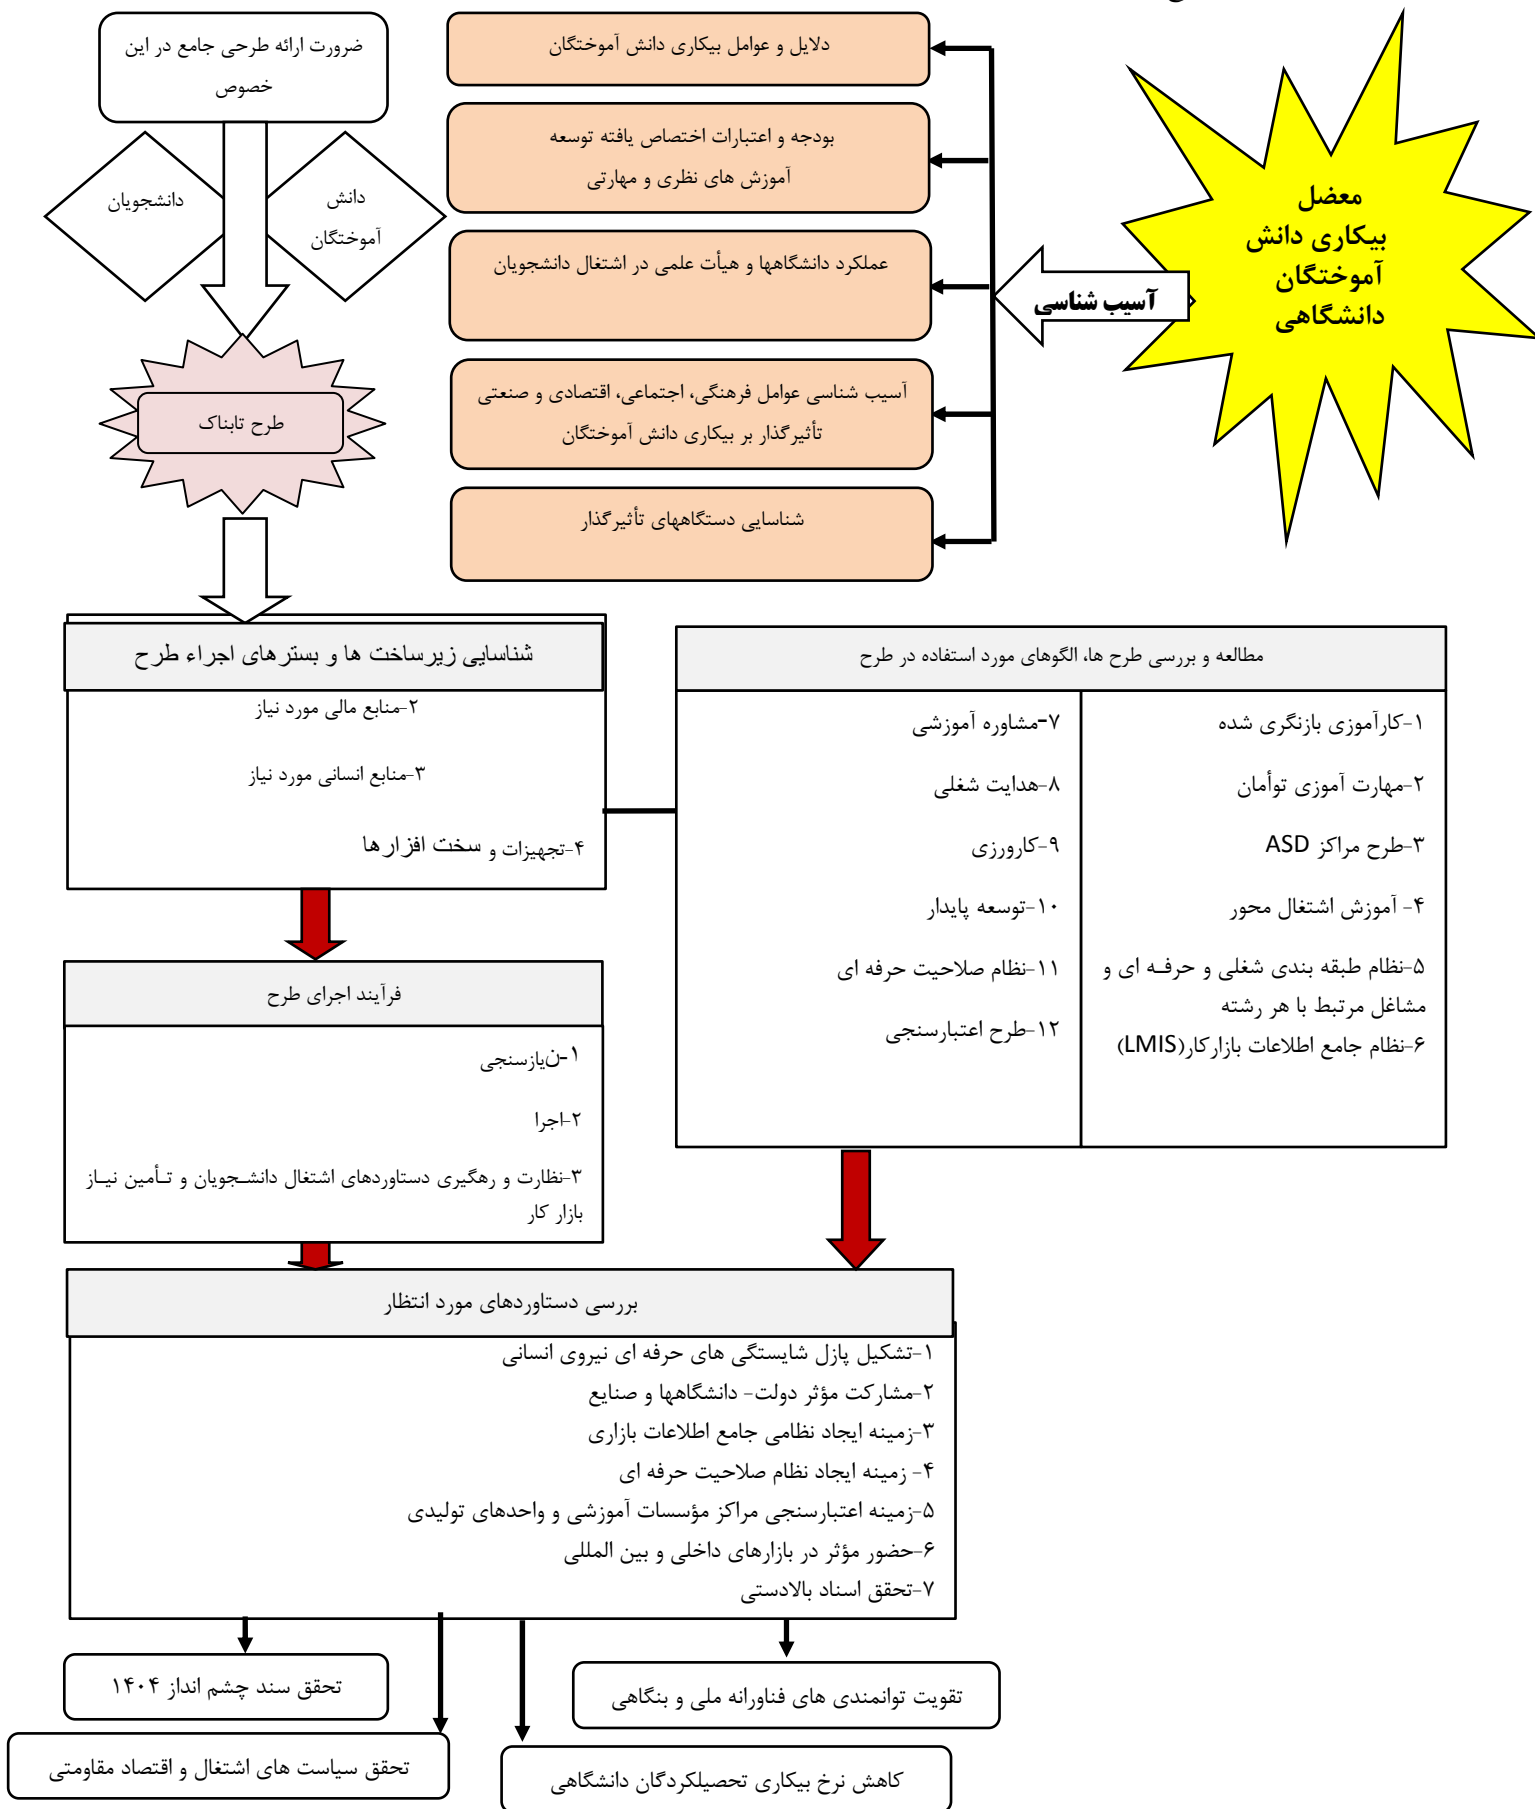 ضرورت ارائه طرحی جامع در این
خصوص
دانش
آموختگان
دانشجویان
طرح تابناک
معضل
بیکاری دانش
آموختگان
دانشگاهی
آسیب شناسی
دلایل و عوامل بیکاری دانش آموختگان
بودجه و اعتبارات اختصاص یافته توسعه
آموزش های نظری و مهارتی
عملکرد دانشگاهها و هیأت علمی در اشتغال دانشجویان
آسیب شناسی عوامل فرهنگی، اجتماعی، اقتصادی و صنعتی
تأثیرگذار بر بیکاری دانش آموختگان
شناسایی دستگاههای تأثیرگذار
مطالعه و بررسی طرح ها، الگوهای مورد استفاده در طرح
۱-کارآموزی بازنگری شده
۲-مهارت آموزی توأمان
۳-طرح مراکز ASD
۴- آموزش اشتغال محور
۵-نظام طبقه بندی شغلی و حرفـه ای و
مشاغل مرتبط با هر رشته
۶-نظام جامع اطلاعات بازارکار(LMIS)
۷-مشاوره آموزشی
۸-هدایت شغلی
۹-کارورزی
۱۰-توسعه پایدار
۱۱-نظام صلاحیت حرفه ای
۱۲-طرح اعتبارسنجی
شناسایی زیرساخت ها و بسترهای اجراء طرح
۲-منابع مالی مورد نیاز
۳-منابع انسانی مورد نیاز
۴-تجهیزات و سخت افزارها
فرآیند اجرای طرح
۱-نیازسنجی
۲-اجرا
۳-نظارت و رهگیری دستاوردهای اشتغال دانشـجویان و تـأمین نیـاز
بازار کار
بررسی دستاوردهای مورد انتظار
۱-تشکیل پازل شایستگی های حرفه ای نیروی انسانی
۲-مشارکت مؤثر دولت- دانشگاهها و صنایع
۳-زمینه ایجاد نظامی جامع اطلاعات بازاری
۴- زمینه ایجاد نظام صلاحیت حرفه ای
۵-زمینه اعتبارسنجی مراکز مؤسسات آموزشی و واحدهای تولیدی
۶-حضور مؤثر در بازارهای داخلی و بین المللی
۷-تحقق اسناد بالادستی
تقویت توانمندی های فناورانه ملی و بنگاهی
تحقق سند چشم انداز ۱۴۰۴
کاهش نرخ بیکاری تحصیلکردگان دانشگاهی
تحقق سیاست های اشتغال و اقتصاد مقاومتی